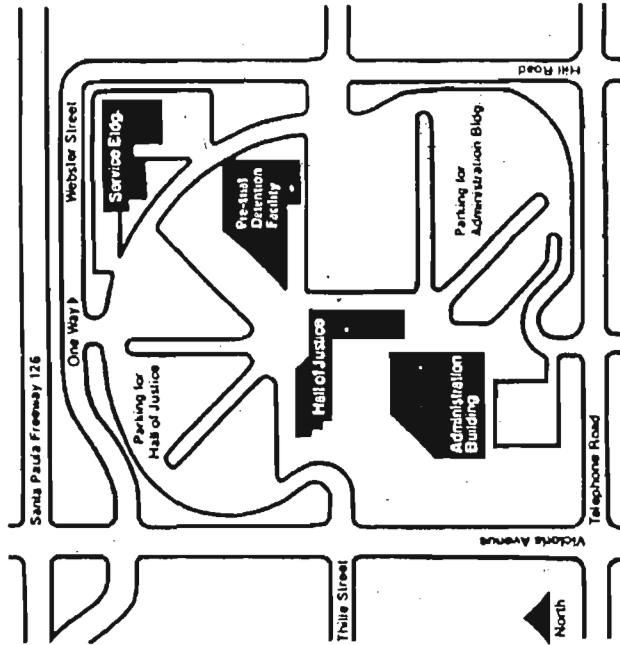 Santa Paula Freeway 126
Webster Street
One Way
Service Bldg.
Hill Road
Parking for
Hall of Justice
Pre-trial
Detention
Facility
Hall of Justice
Parking for
Administration Bldg.
Administration
Building
Thille Street
Victoria Avenue
Telephone Road
North